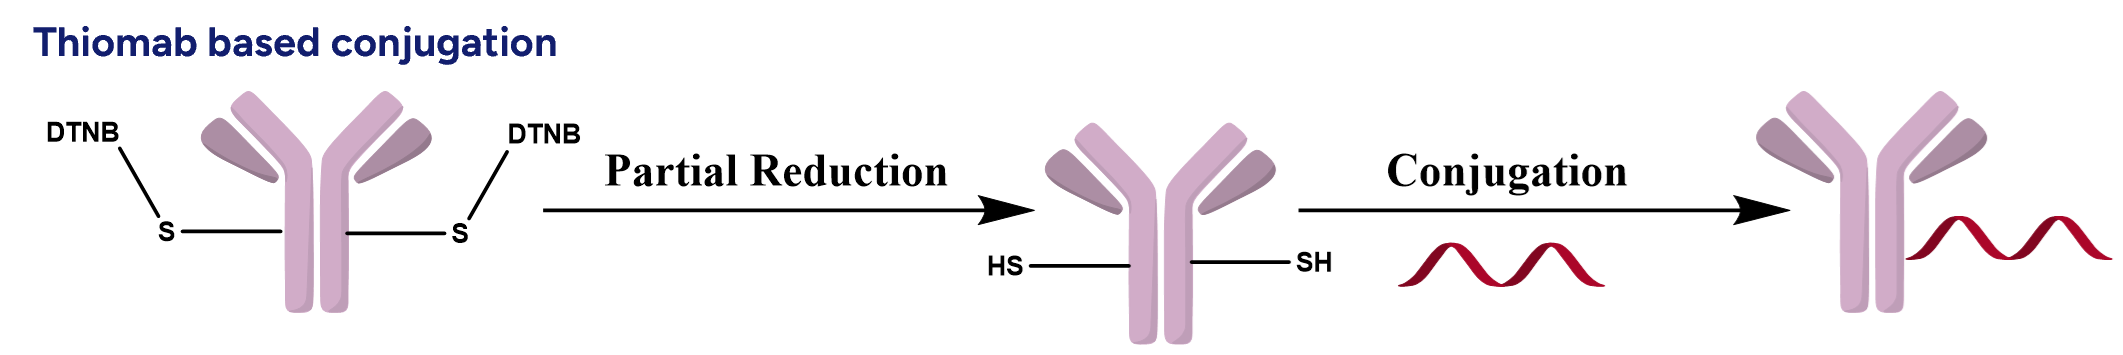 Thiomab based conjugation
DTNB
DTNB
S
S
Partial Reduction
HS
SH
Conjugation